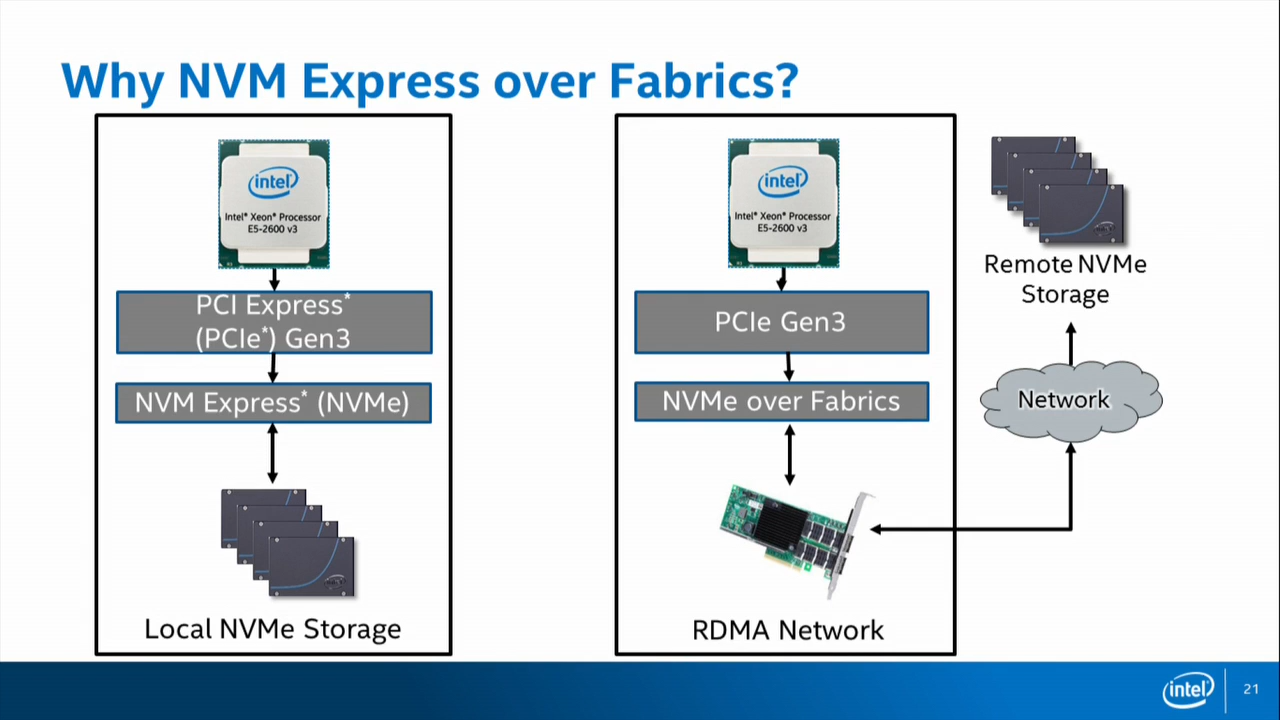 Why NVM Express over Fabrics?
intel
Intel® Xeon® Processor
E5-2600 v3
PCI Express*
(PCIe*) Gen3
NVM Express* (NVMe)
Local NVMe Storage
intel
Intel® Xeon® Processor
E5-2600 v3
PCIe Gen3
NVMe over Fabrics
RDMA Network
Remote NVMe
Storage
Network
intel
21